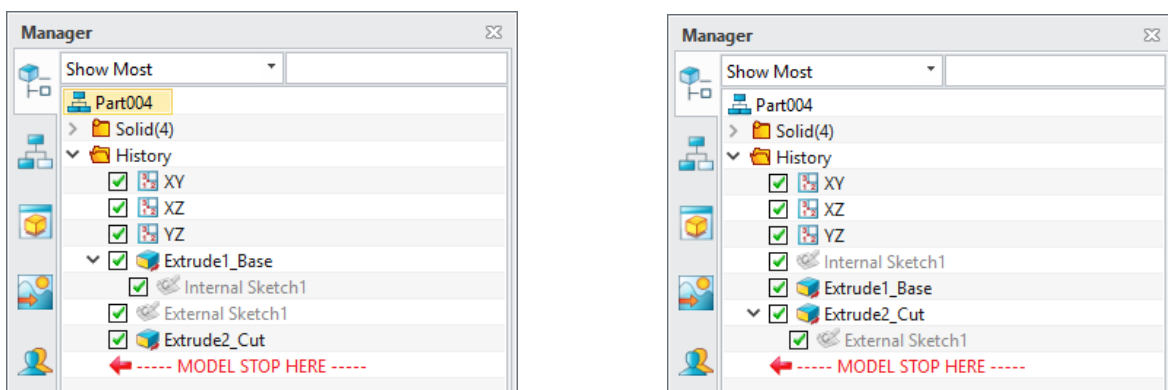 Manager
Show Most
Part004
Solid(4)
History
XY
XZ
YZ
Extrude1_Base
Internal Sketch1
External Sketch1
Extrude2_Cut
----- MODEL STOP HERE -----
Manager
Show Most
Part004
Solid(4)
History
XY
XZ
YZ
Internal Sketch1
Extrude1_Base
Extrude2_Cut
External Sketch1
----- MODEL STOP HERE -----